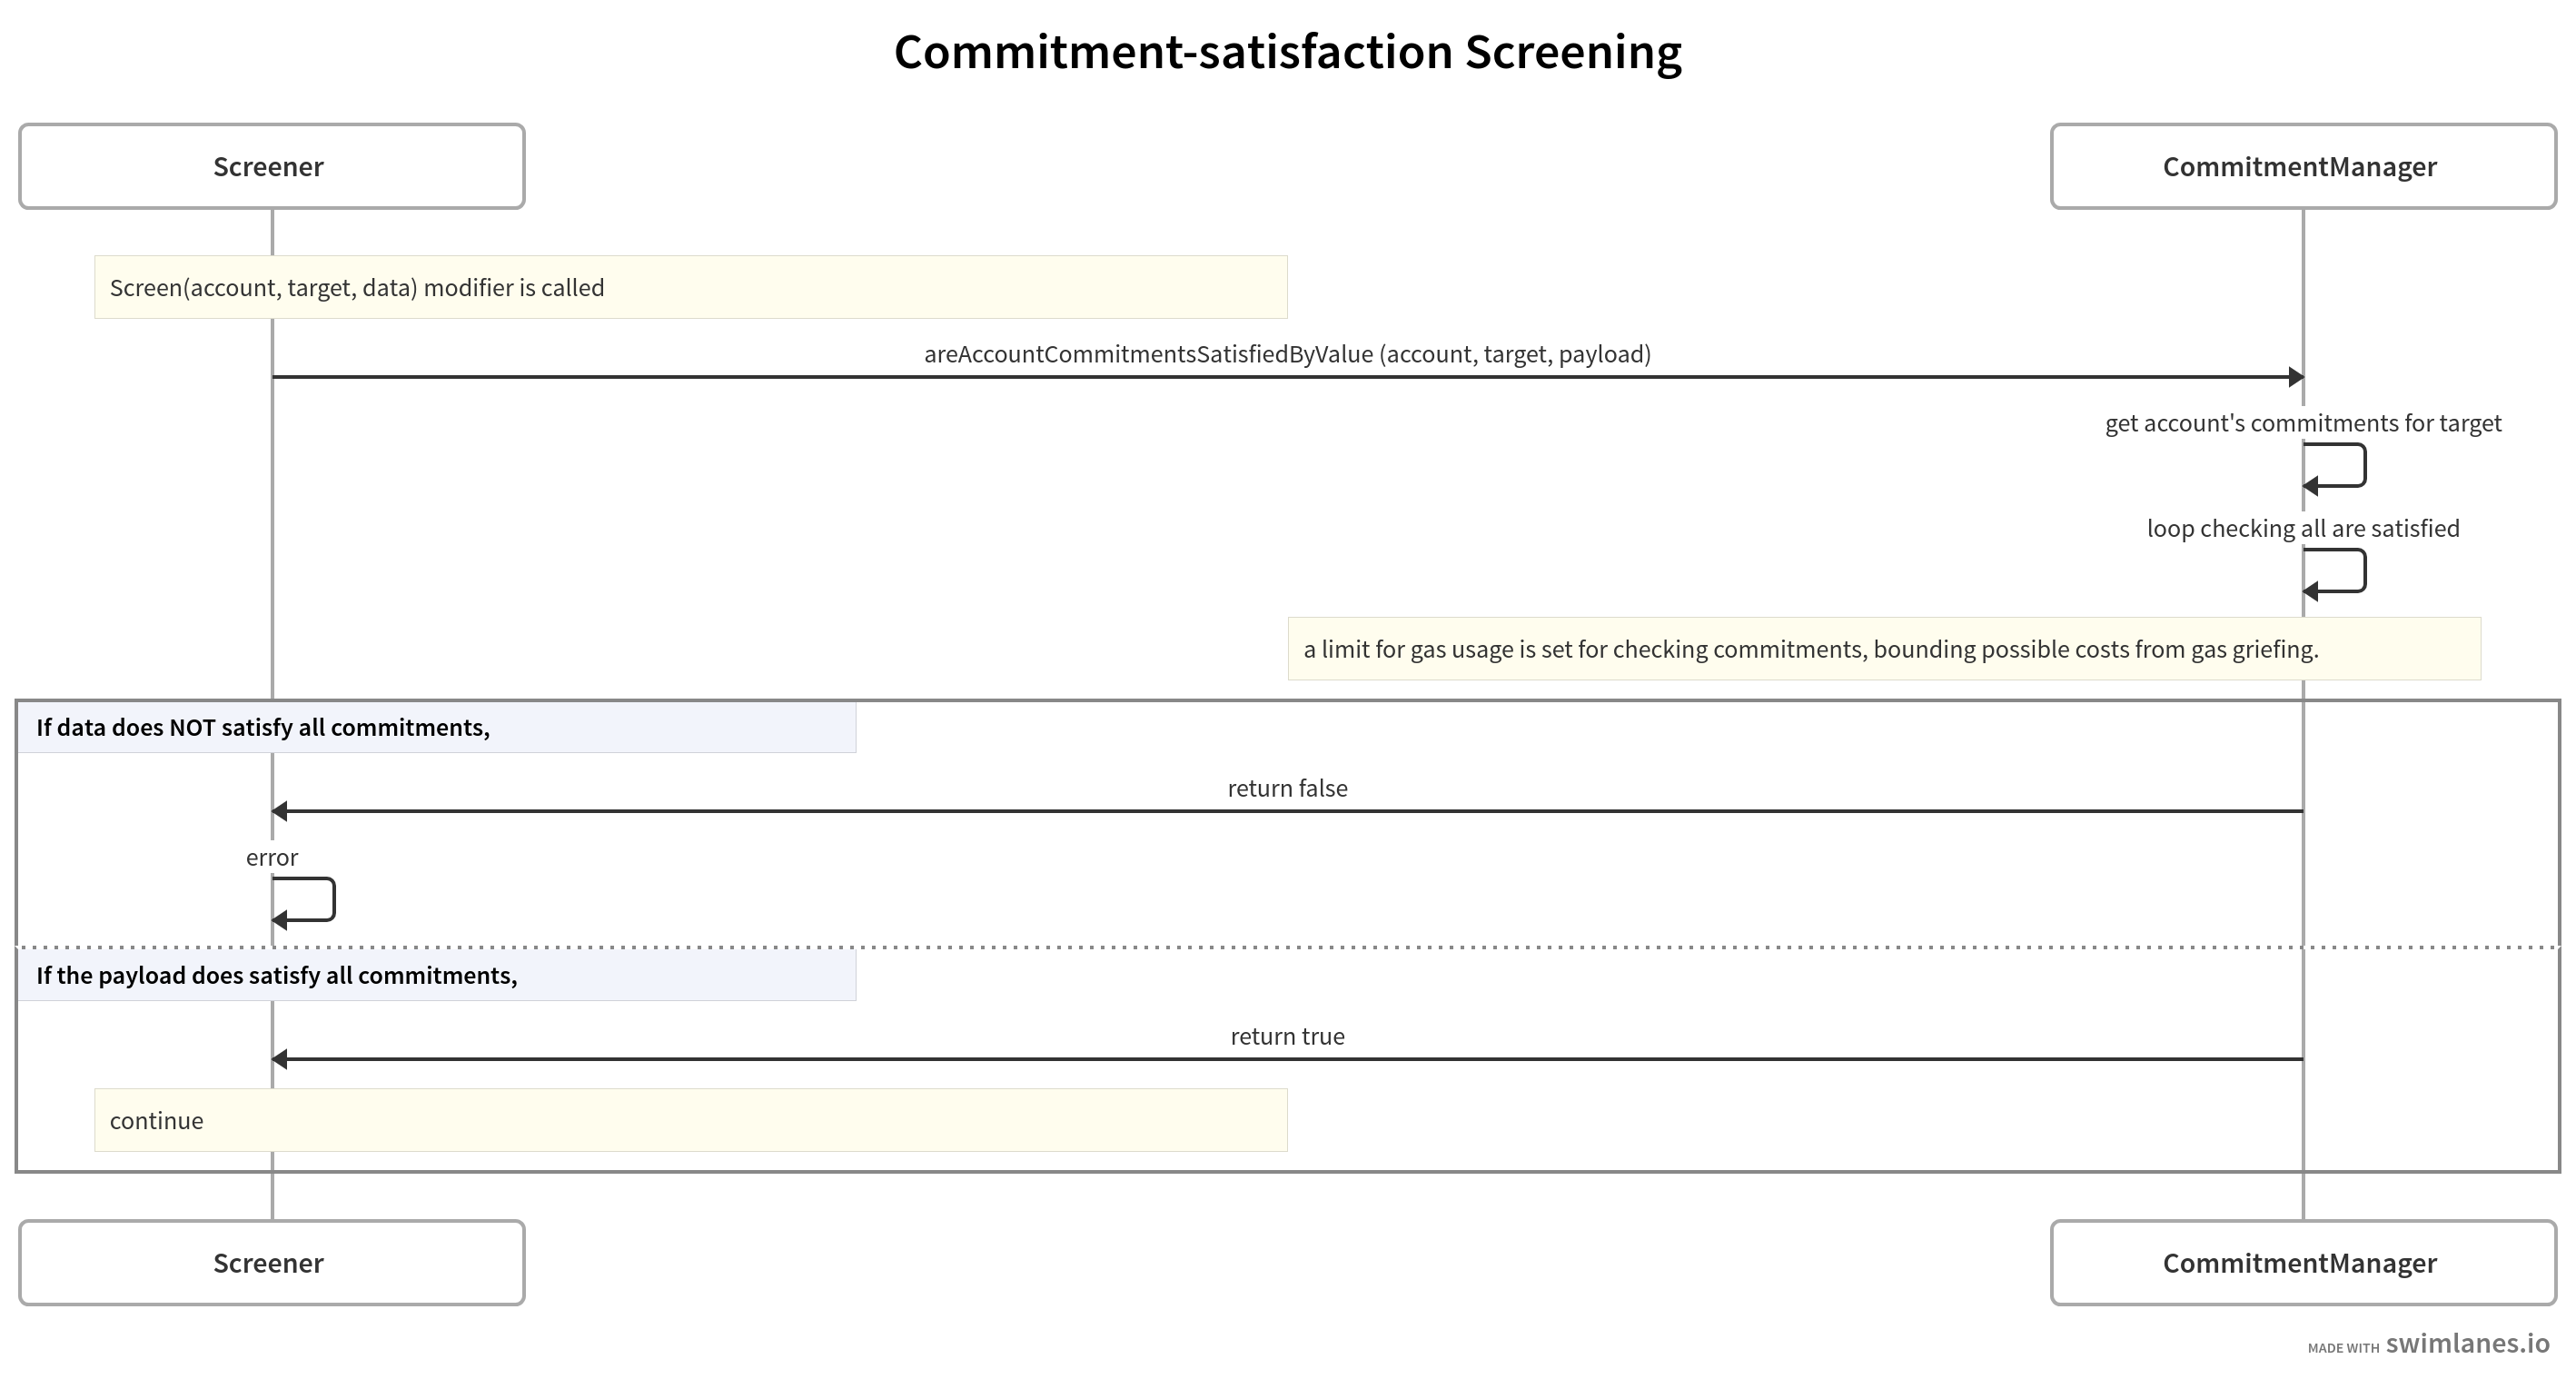 Commitment-satisfaction Screening
Screener
CommitmentManager
Screen(account, target, data) modifier is called
areAccountCommitmentsSatisfiedByValue (account, target, payload)
get account's commitments for target
loop checking all are satisfied
a limit for gas usage is set for checking commitments, bounding possible costs from gas griefing.
If data does NOT satisfy all commitments,
return false
error
If the payload does satisfy all commitments,
return true
continue
Screener
CommitmentManager
MADE WITH swimlanes.io